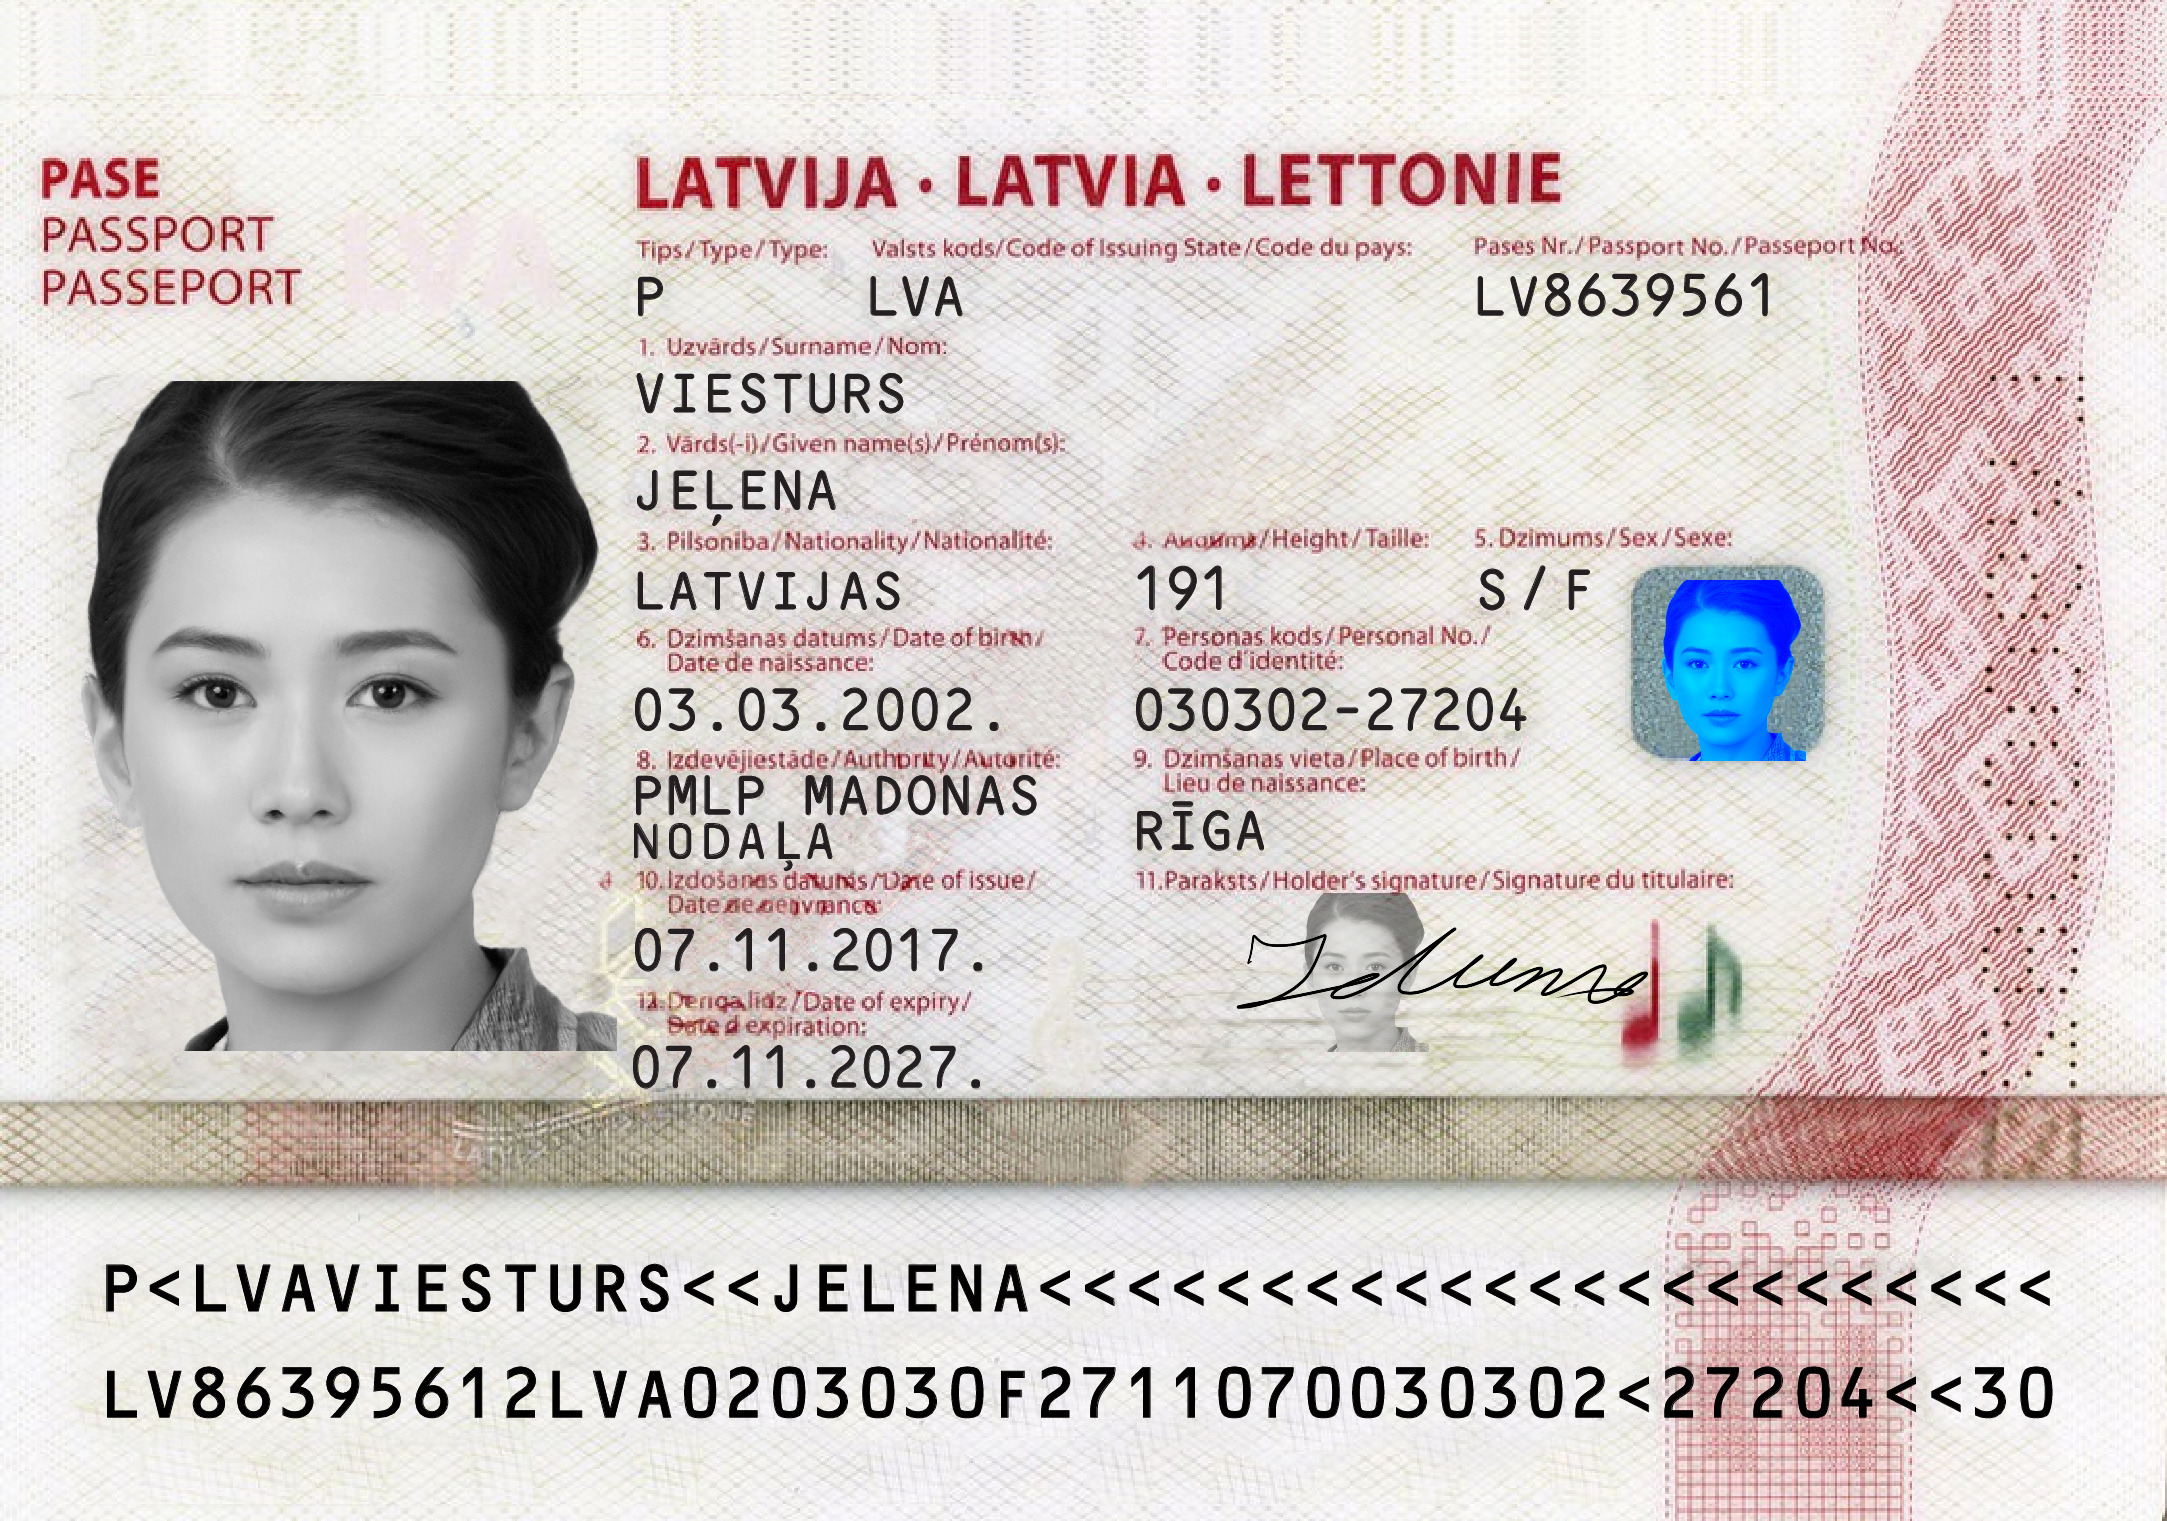 PASE
PASSPORT
PASSEPORT
LVA
LATVIJA · LATVIA · LETTONIE
Tips/Type/Type: Valsts kods/Code of Issuing State/Code du pays: Pases Nr./Passport No./Passeport No.:
P LVA LV8639561
1. Uzvārds/Surname/Nom:
VIESTURS
2. Vārds(-i)/Given name(s)/Prénom(s):
JEĻENA
3. Pilsonība/Nationality/Nationalité: 4. /Height/Taille: 5. Dzimums/Sex/Sexe:
LATVIJAS 191 S / F
6. Dzimšanas datums/Date of birth/ 7. Personas kods/Personal No./
Date de naissance: Code d'identité:
03.03.2002. 030302-27204
8. Izdevējiestāde/Authority/Autorité: 9. Dzimšanas vieta/Place of birth/
Lieu de naissance:
PMLP MADONAS
NODAĻA RĪGA
10. Izdošanas datums/Date of issue/ 11. Paraksts/Holder's signature/Signature du titulaire:
Date de
07.11.2017.
/Date of expiry/
Date d expiration:
07.11.2027.
P<LVAVIESTURS<<JELENA<<<<<<<<<<<<<<<<<<<<<<<
LV86395612LVA0203030F2711070030302<27204<<30